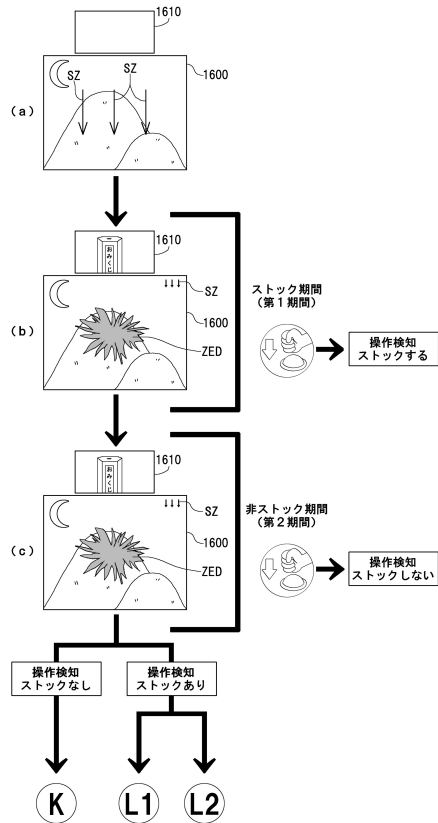 1610
1600
SZ
SZ
(a)
1610
おみくじ
SZ
1600
ZED
(b)
ストック期間
(第1期間)
操作検知
ストックする
1610
おみくじ
SZ
1600
ZED
(c)
非ストック期間
(第2期間)
操作検知
ストックしない
操作検知
ストックなし
操作検知
ストックあり
K
L1
L2